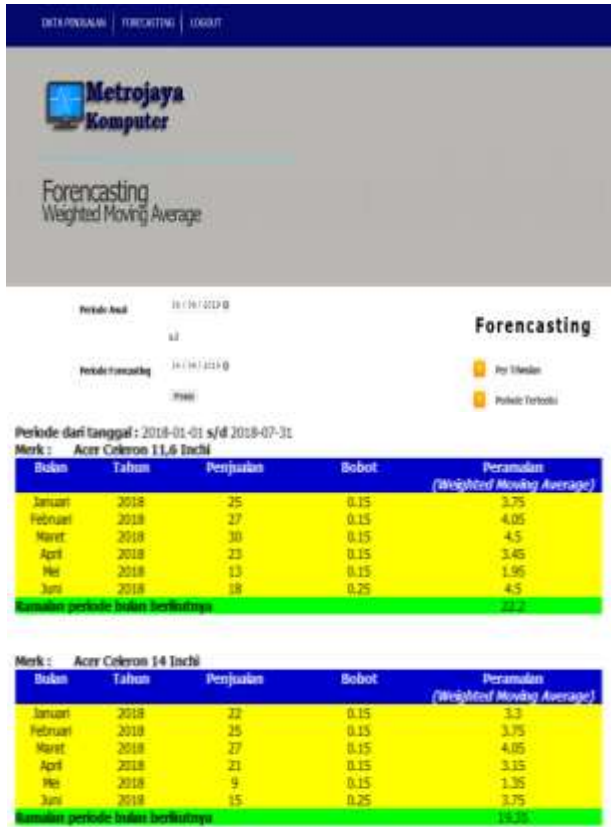 DATA PENJUALAN FORECASTING LOGOUT
Metrojaya
Komputer
Forencasting
Weighted Moving Average
Periode Awal
s/d
Periode Forecasting
Proses
Forencasting
Per Triwulan
Periode Tertentu
Periode dari tanggal : 2018-01-01 s/d 2018-07-31
Merk : Acer Celeron 11,6 Inchi
Bulan Tahun Penjualan Bobot Peramalan
(Weighted Moving Average)
Januari 2018 25 0.15 3.75
Februari 2018 27 0.15 4.05
Maret 2018 30 0.15 4.5
April 2018 23 0.15 3.45
Mei 2018 13 0.15 1.95
Juni 2018 18 0.25 4.5
Ramalan periode bulan berikutnya 22.2
Merk : Acer Celeron 14 Inchi
Bulan Tahun Penjualan Bobot Peramalan
(Weighted Moving Average)
Januari 2018 22 0.15 3.3
Februari 2018 25 0.15 3.75
Maret 2018 27 0.15 4.05
April 2018 21 0.15 3.15
Mei 2018 9 0.15 1.35
Juni 2018 15 0.25 3.75
Ramalan periode bulan berikutnya 19.35